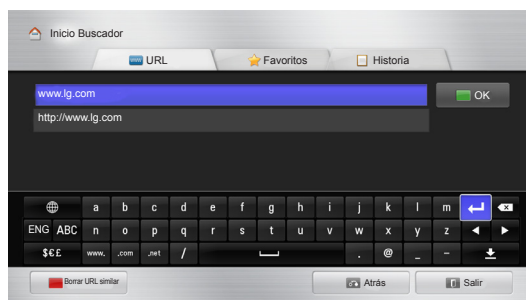 Inicio Buscador
URL Favoritos Historia
www.lg.com OK
http://www.lg.com
a b c d e f g h i j k l m
ENG ABC n o p q r s t u v w x y z
$€£ www. .com .net / . @ _ -
Borrar URL similar Atrás Salir